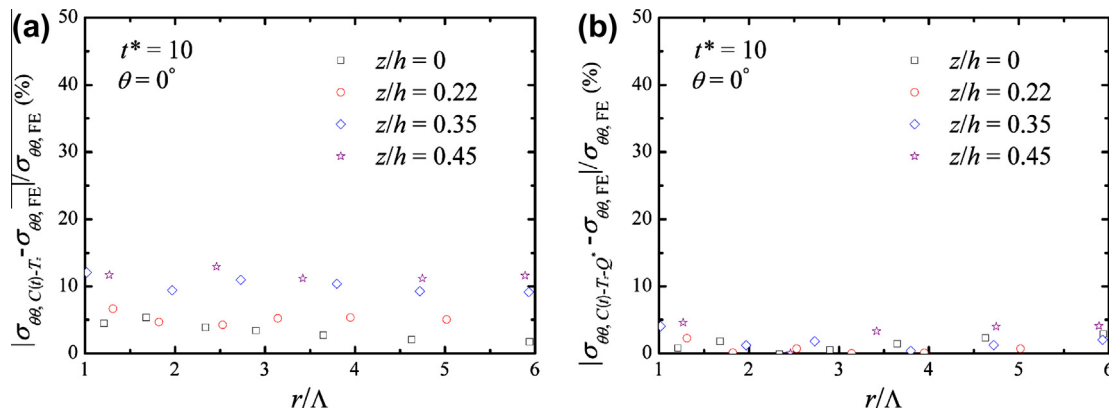 (a)
|σθθ, C(t)-Tz-σθθ, FE|/σθθ, FE (%)
50
40
30
20
10
0
t* = 10
θ = 0°
z/h = 0
z/h = 0.22
z/h = 0.35
z/h = 0.45
1 2 3 4 5 6
r/Λ
(b)
|σθθ, C(t)-Tz-Q*-σθθ, FE|/σθθ, FE (%)
50
40
30
20
10
0
t* = 10
θ = 0°
z/h = 0
z/h = 0.22
z/h = 0.35
z/h = 0.45
1 2 3 4 5 6
r/Λ